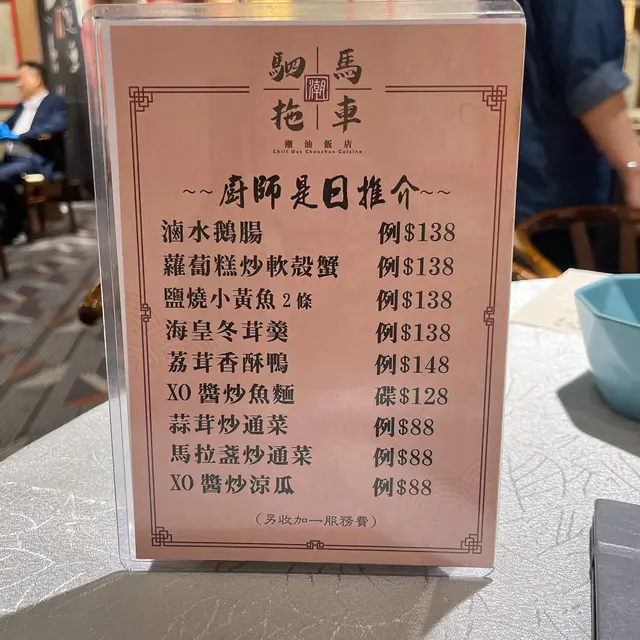 駟馬
潮
拖車
潮汕飯店
Chill Out Chaoshan Cuisine
~~廚師是日推介~~
滷水鵝腸 例$138
蘿蔔糕炒軟殼蟹 例$138
鹽燒小黃魚2條 例$138
海皇冬茸羹 例$138
荔茸香酥鴨 例$148
XO醬炒魚麵 碟$128
蒜茸炒通菜 例$88
馬拉盞炒通菜 例$88
XO醬炒涼瓜 例$88
(另收加一服務費)